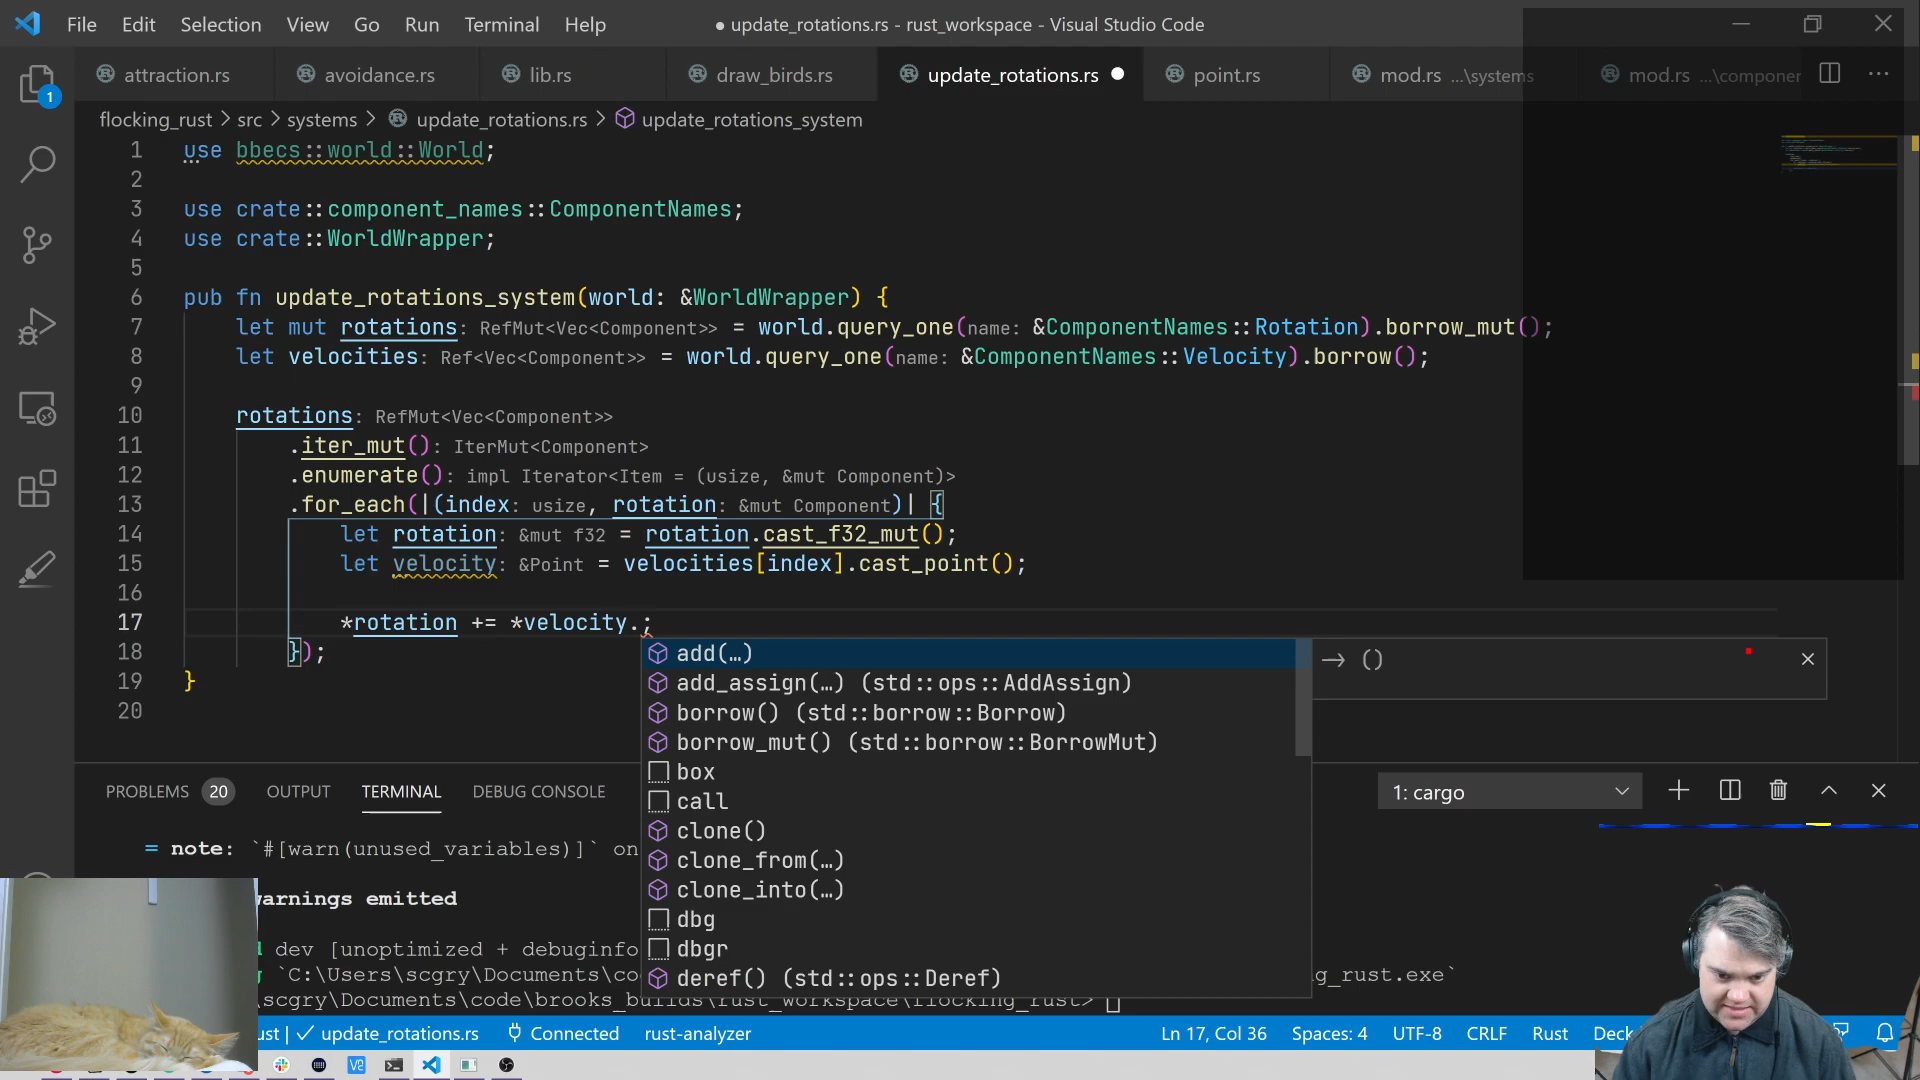 File Edit Selection View Go Run Terminal Help ● update_rotations.rs - rust_workspace - Visual Studio Code
attraction.rs avoidance.rs lib.rs draw_birds.rs update_rotations.rs point.rs mod.rs ...\systems mod.rs ...\componer
1
flocking_rust > src > systems > update_rotations.rs > update_rotations_system
1 use bbecs::world::World;
2
3 use crate::component_names::ComponentNames;
4 use crate::WorldWrapper;
5
6 pub fn update_rotations_system(world: &WorldWrapper) {
7 let mut rotations: RefMut<Vec<Component>> = world.query_one(name: &ComponentNames::Rotation).borrow_mut();
8 let velocities: Ref<Vec<Component>> = world.query_one(name: &ComponentNames::Velocity).borrow();
9
10 rotations: RefMut<Vec<Component>>
11 .iter_mut(): IterMut<Component>
12 .enumerate(): impl Iterator<Item = (usize, &mut Component)>
13 .for_each(|(index: usize, rotation: &mut Component)| {
14 let rotation: &mut f32 = rotation.cast_f32_mut();
15 let velocity: &Point = velocities[index].cast_point();
16
17 *rotation += *velocity.;
18 });
19 }
20
add(…) → ()
add_assign(…) (std::ops::AddAssign)
borrow() (std::borrow::Borrow)
borrow_mut() (std::borrow::BorrowMut)
box
call
clone()
clone_from(…)
clone_into(…)
dbg
dbgr
deref() (std::ops::Deref)
PROBLEMS 20 OUTPUT TERMINAL DEBUG CONSOLE 1: cargo
= note: `#[warn(unused_variables)]` on
warnings emitted
d dev [unoptimized + debuginfo
g `C:\Users\scgry\Documents\co ng_rust.exe`
\scgry\Documents\code\brooks_builds\rust_workspace\flocking_rust>
ust | ✓ update_rotations.rs Connected rust-analyzer Ln 17, Col 36 Spaces: 4 UTF-8 CRLF Rust Deck